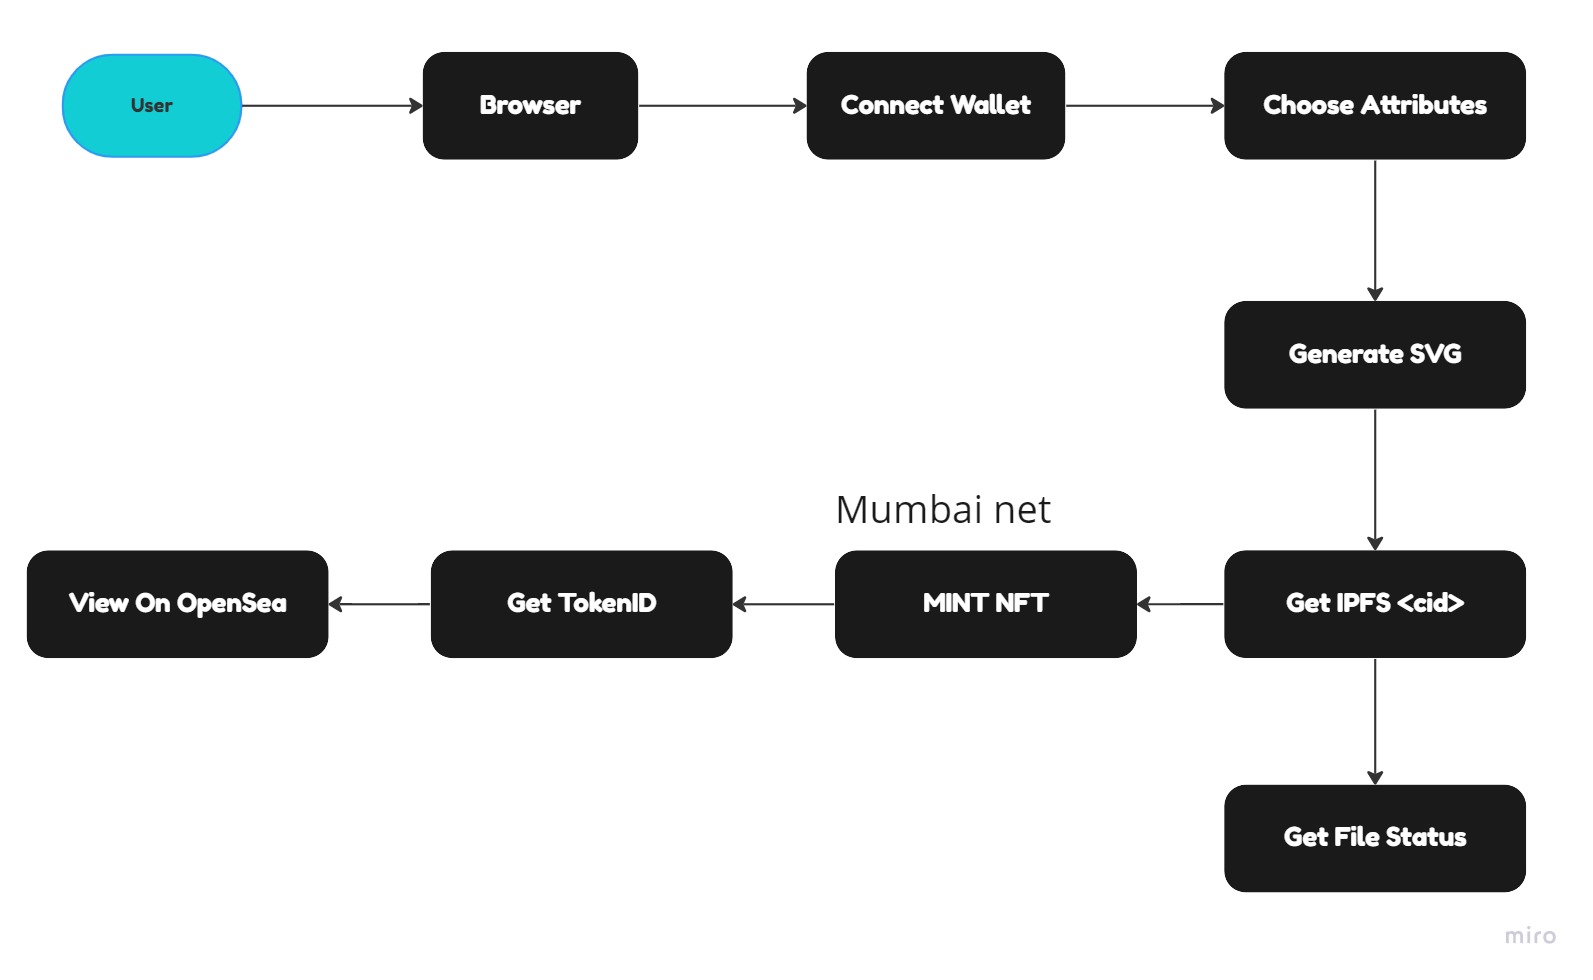 User
Browser
Connect Wallet
Choose Attributes
Generate SVG
Mumbai net
View On OpenSea
Get TokenID
MINT NFT
Get IPFS <cid>
Get File Status
miro